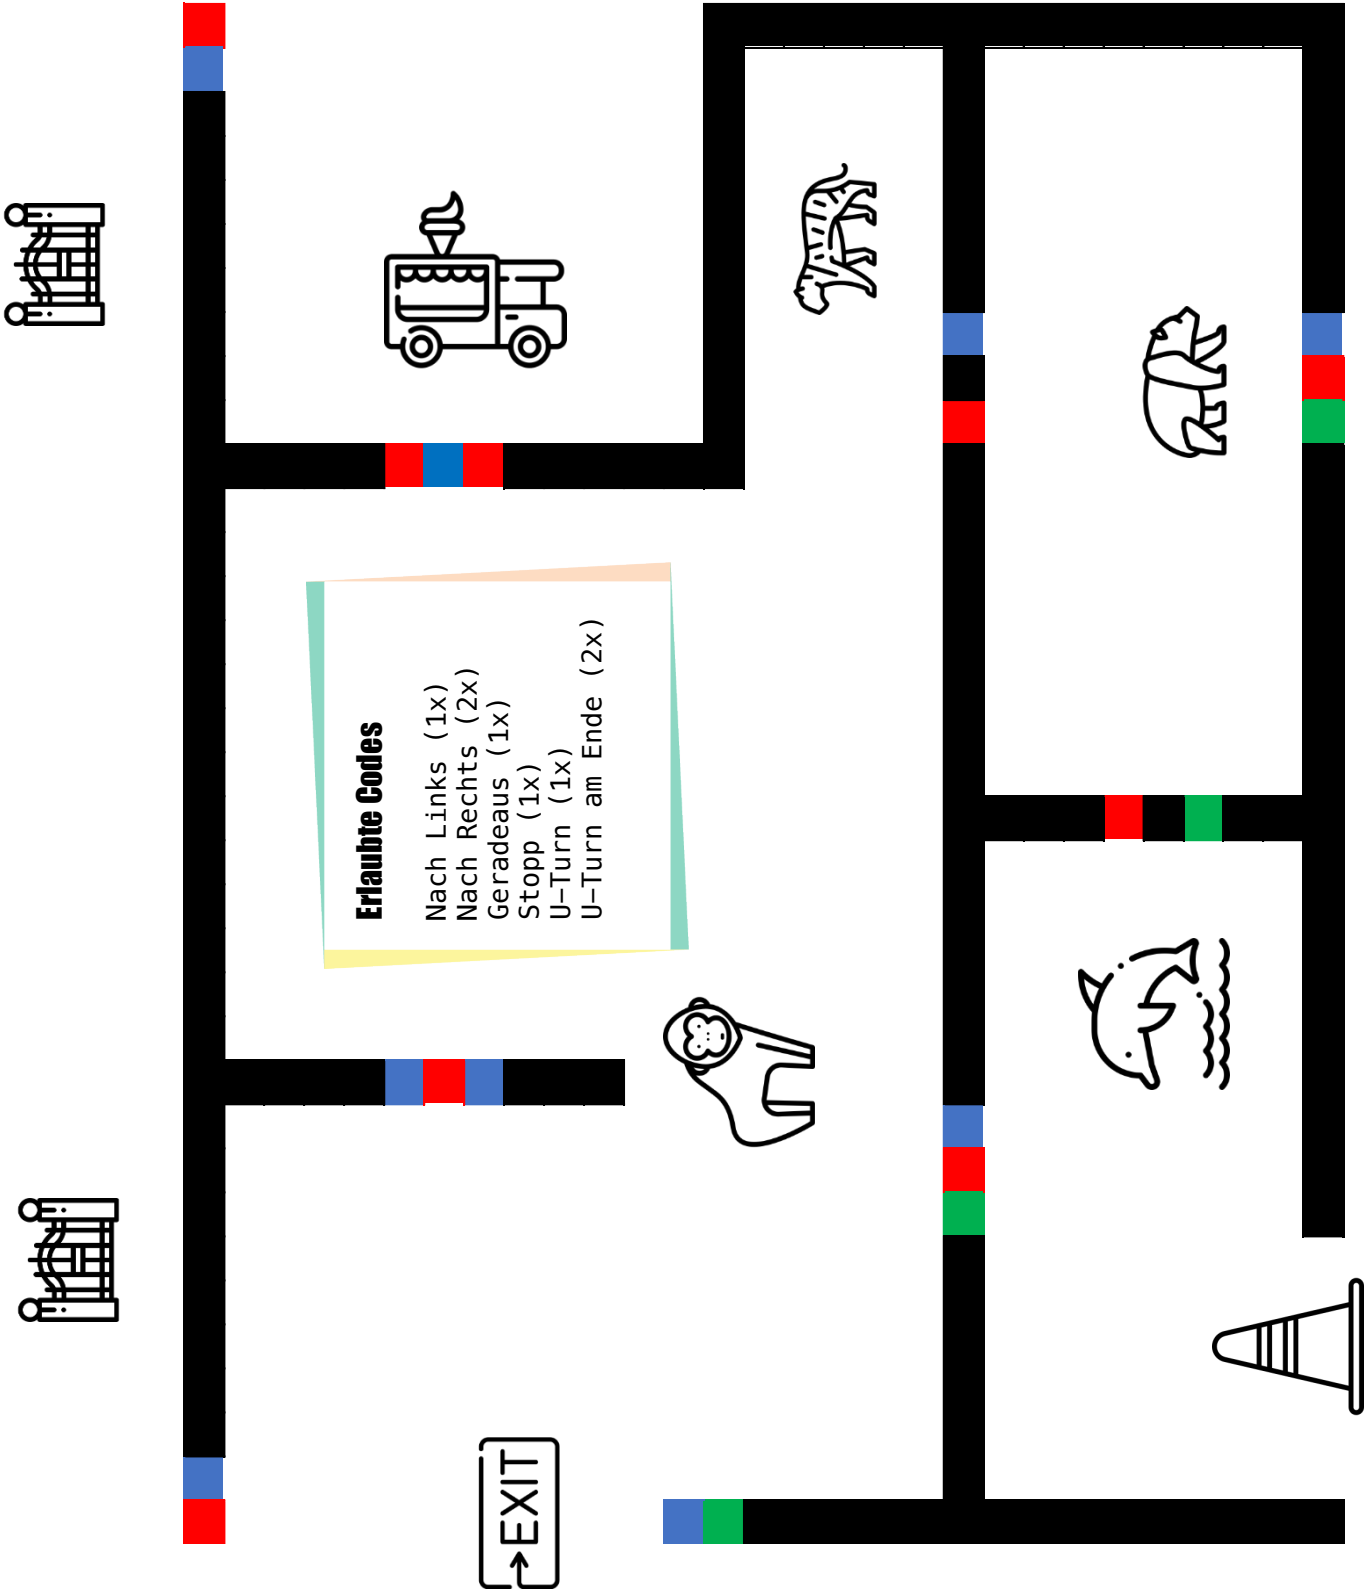 Erlaubte Codes
Nach Links (1x)
Nach Rechts (2x)
Geradeaus (1x)
Stopp (1x)
U-Turn (1x)
U-Turn am Ende (2x)
EXIT